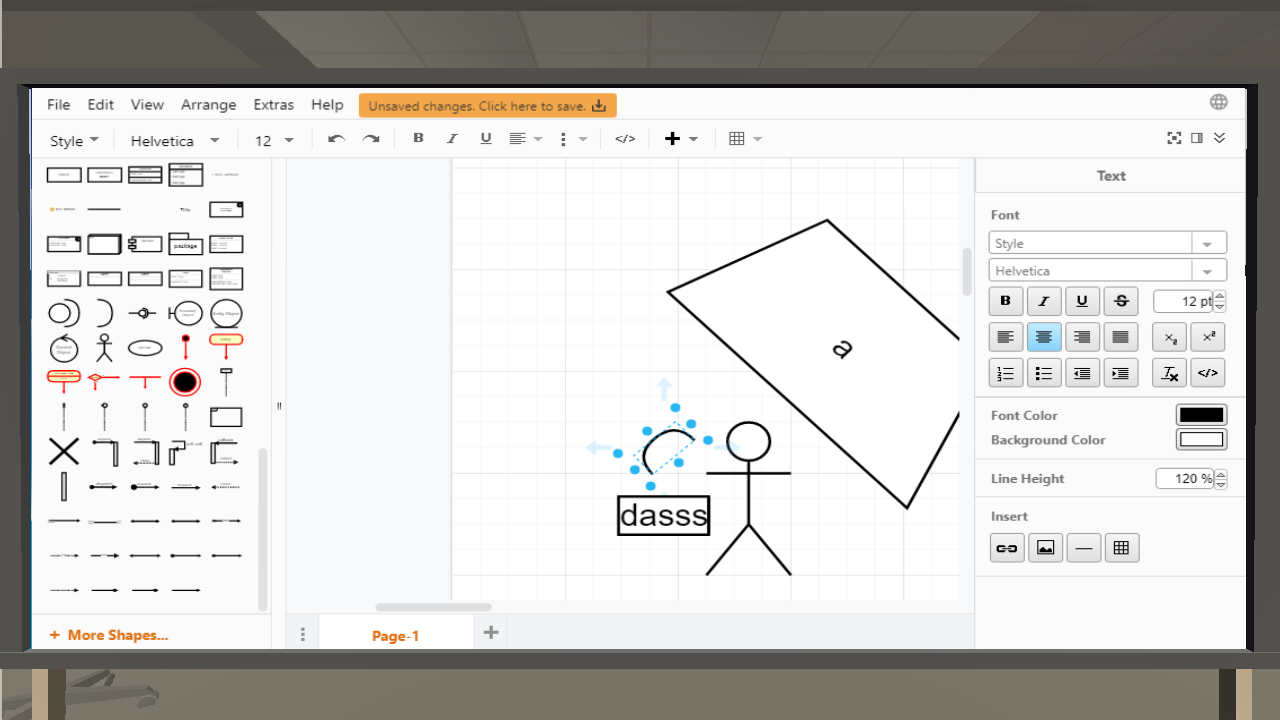 File Edit View Arrange Extras Help Unsaved changes. Click here to save.
Style Helvetica 12 B I U </>
Text
Font
Style
Helvetica
B I U S 12 pt
Font Color
Background Color
Line Height 120 %
Insert
package
a
dasss
+ More Shapes...
Page-1